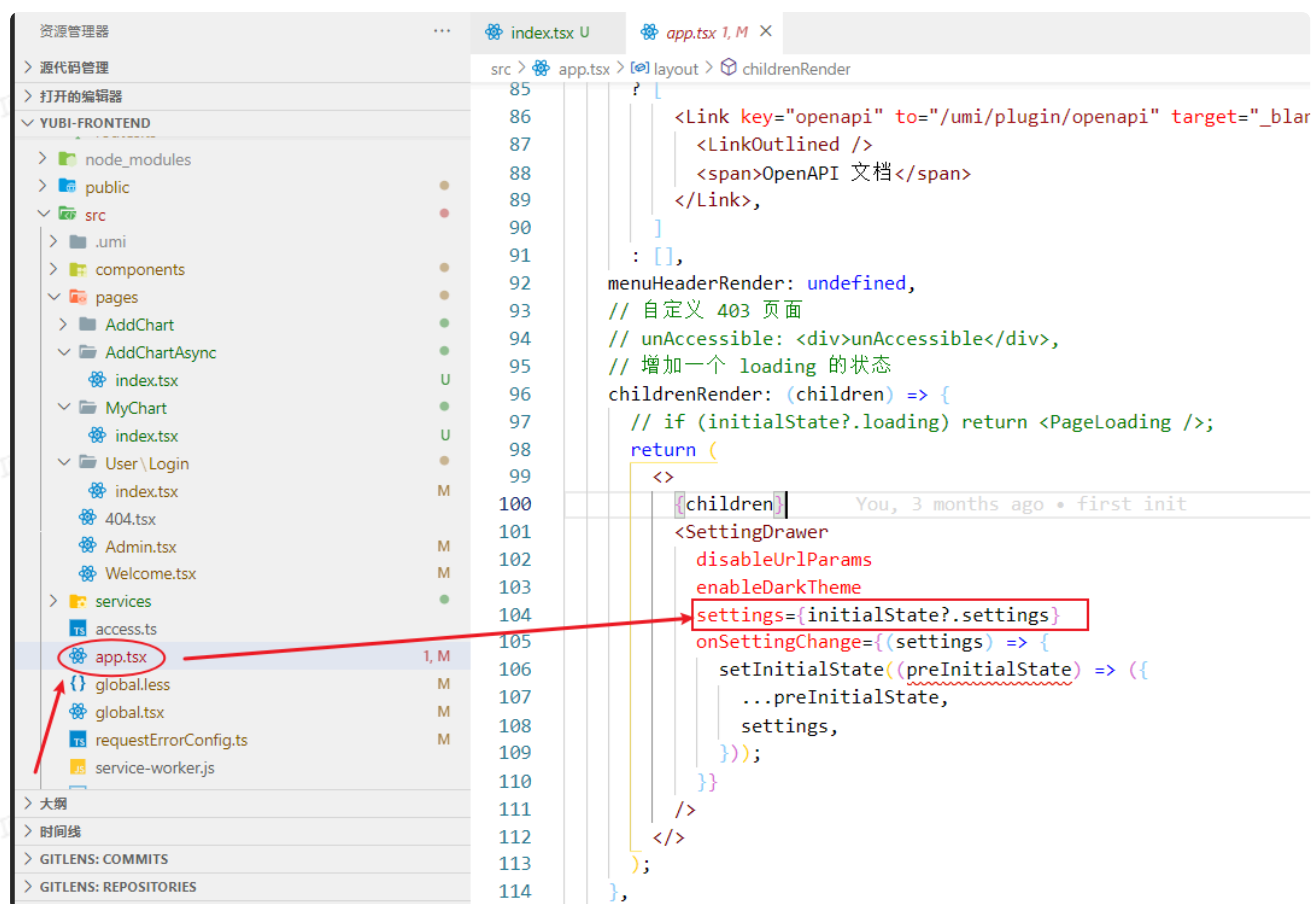 资源管理器 ···
源代码管理
打开的编辑器
YUBI-FRONTEND
node_modules
public
src
.umi
components
pages
AddChart
AddChartAsync
index.tsx U
MyChart
index.tsx U
User\Login
index.tsx M
404.tsx
Admin.tsx M
Welcome.tsx M
services
access.ts
app.tsx 1, M
global.less M
global.tsx M
requestErrorConfig.ts M
service-worker.js
大纲
时间线
GITLENS: COMMITS
GITLENS: REPOSITORIES
index.tsx U app.tsx 1, M
src > app.tsx > layout > childrenRender
85 ? [
86 <Link key="openapi" to="/umi/plugin/openapi" target="_blan
87 <LinkOutlined />
88 <span>OpenAPI 文档</span>
89 </Link>,
90 ]
91 : [],
92 menuHeaderRender: undefined,
93 // 自定义 403 页面
94 // unAccessible: <div>unAccessible</div>,
95 // 增加一个 loading 的状态
96 childrenRender: (children) => {
97 // if (initialState?.loading) return <PageLoading />;
98 return (
99 <>
100 {children} You, 3 months ago • first init
101 <SettingDrawer
102 disableUrlParams
103 enableDarkTheme
104 settings={initialState?.settings}
105 onSettingChange={(settings) => {
106 setInitialState((preInitialState) => ({
107 ...preInitialState,
108 settings,
109 }));
110 }}
111 />
112 </>
113 );
114 },